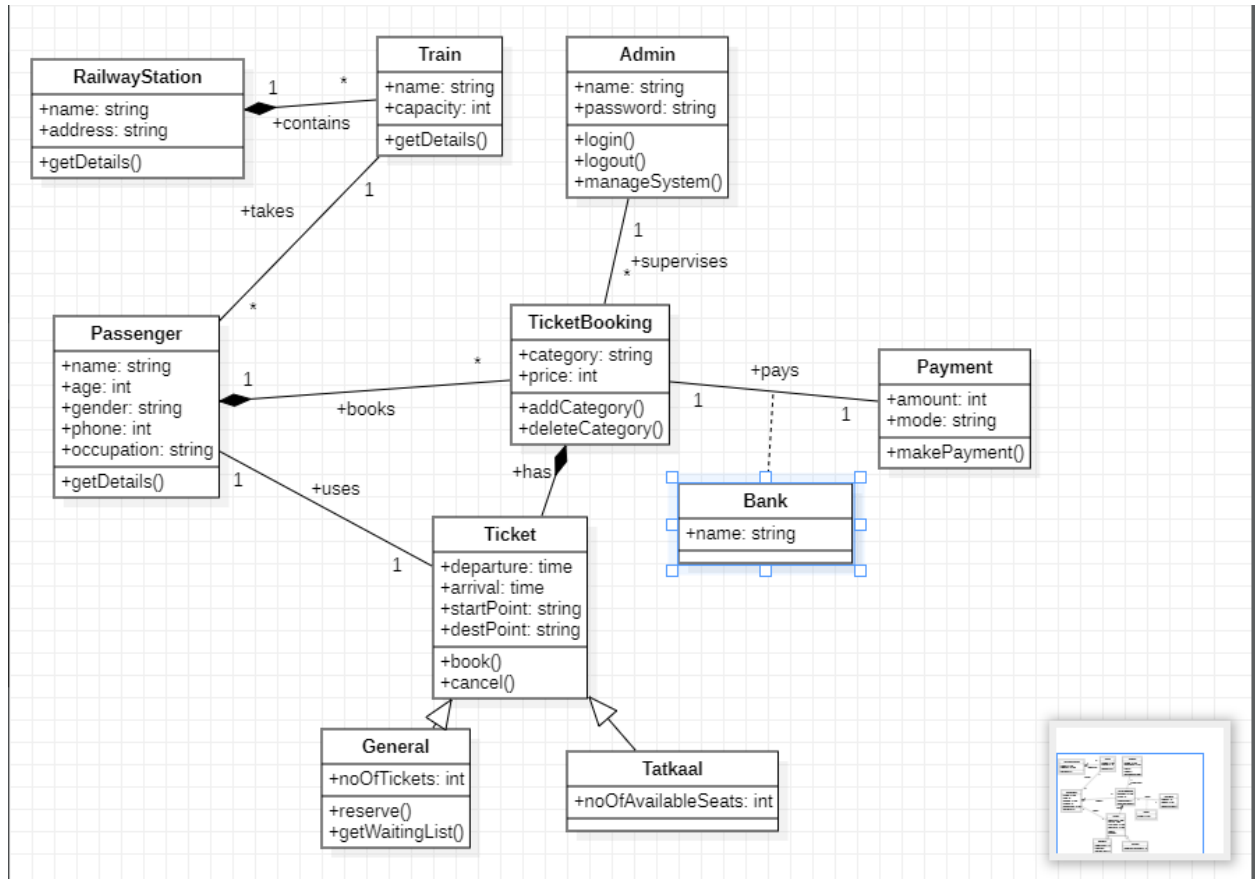 RailwayStation
+name: string
+address: string
+getDetails()
1
*
+contains
Train
+name: string
+capacity: int
+getDetails()
Admin
+name: string
+password: string
+login()
+logout()
+manageSystem()
1
+takes
*
1
+supervises
*
Passenger
+name: string
+age: int
+gender: string
+phone: int
+occupation: string
+getDetails()
1
*
+books
TicketBooking
+category: string
+price: int
+addCategory()
+deleteCategory()
+pays
1
1
Payment
+amount: int
+mode: string
+makePayment()
+has
1
+uses
1
Bank
+name: string
Ticket
+departure: time
+arrival: time
+startPoint: string
+destPoint: string
+book()
+cancel()
General
+noOfTickets: int
+reserve()
+getWaitingList()
Tatkaal
+noOfAvailableSeats: int